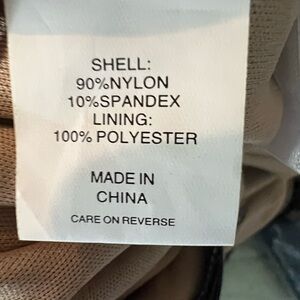 SHELL:
90%NYLON
10%SPANDEX
LINING:
100% POLYESTER
MADE IN
CHINA
CARE ON REVERSE